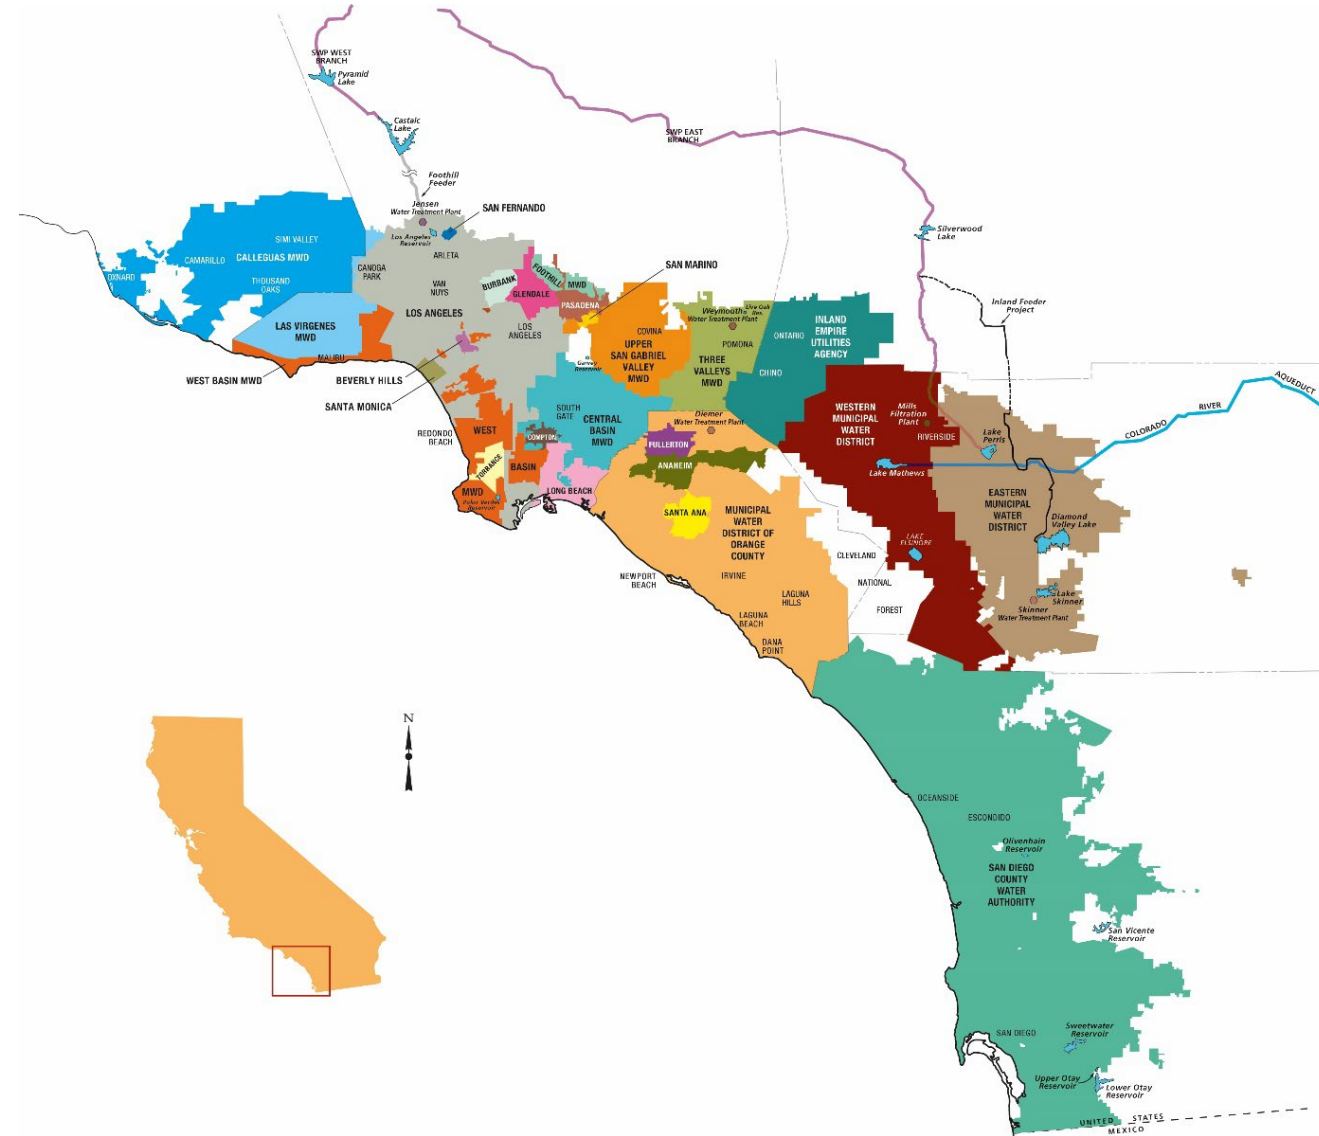 SWP WEST
BRANCH
Pyramid
Lake
Castaic
Lake
SWP EAST
BRANCH
Foothill
Feeder
Jensen
Water Treatment Plant
SAN FERNANDO
Los Angeles
Reservoir
Silverwood
Lake
SIMI VALLEY
CAMARILLO
CALLEGUAS MWD
OXNARD
THOUSAND
OAKS
CANOGA
PARK
ARLETA
VAN
NUYS
BURBANK
GLENDALE
FOOTHILL
MWD
PASADENA
SAN MARINO
Inland Feeder
Project
LAS VIRGENES
MWD
MALIBU
LOS ANGELES
LOS
ANGELES
Garvey
Reservoir
COVINA
UPPER
SAN GABRIEL
VALLEY
MWD
Live Oak
Res.
Weymouth
Water Treatment Plant
POMONA
THREE
VALLEYS
MWD
ONTARIO
INLAND
EMPIRE
UTILITIES
AGENCY
CHINO
WEST BASIN MWD
BEVERLY HILLS
SANTA MONICA
REDONDO
BEACH
WEST
BASIN
MWD
TORRANCE
Palos Verdes
Reservoir
SOUTH
GATE
COMPTON
CENTRAL
BASIN
MWD
LONG BEACH
Diemer
Water Treatment Plant
FULLERTON
ANAHEIM
SANTA ANA
MUNICIPAL
WATER
DISTRICT OF
ORANGE
COUNTY
WESTERN
MUNICIPAL
WATER
DISTRICT
Mills
Filtration
Plant
RIVERSIDE
Lake
Perris
Lake Mathews
COLORADO
RIVER
AQUEDUCT
EASTERN
MUNICIPAL
WATER
DISTRICT
Diamond
Valley Lake
LAKE
ELSINORE
Lake
Skinner
Skinner
Water Treatment Plant
CLEVELAND
NATIONAL
FOREST
NEWPORT
BEACH
IRVINE
LAGUNA
HILLS
LAGUNA
BEACH
DANA
POINT
N
OCEANSIDE
ESCONDIDO
Olivenhain
Reservoir
SAN DIEGO
COUNTY
WATER
AUTHORITY
San Vicente
Reservoir
SAN DIEGO
Sweetwater
Reservoir
Upper Otay
Reservoir
Lower Otay
Reservoir
UNITED STATES
MEXICO